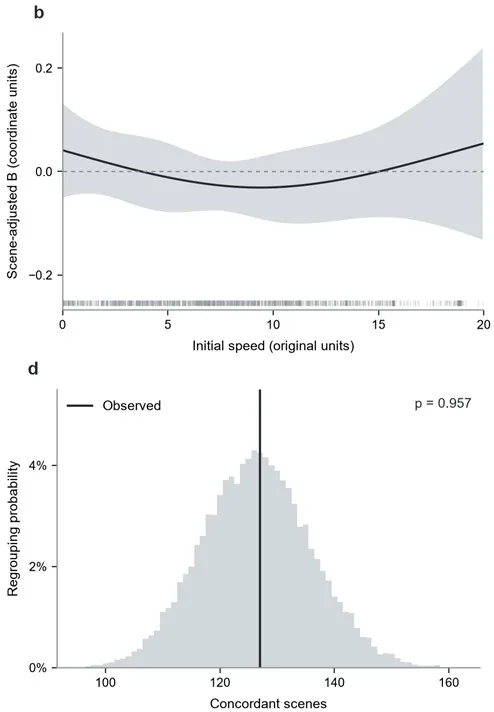 b
Scene-adjusted B (coordinate units)
0.2
0.0
−0.2
0
5
10
15
20
Initial speed (original units)
d
Observed
p = 0.957
Regrouping probability
4%
2%
0%
100
120
140
160
Concordant scenes